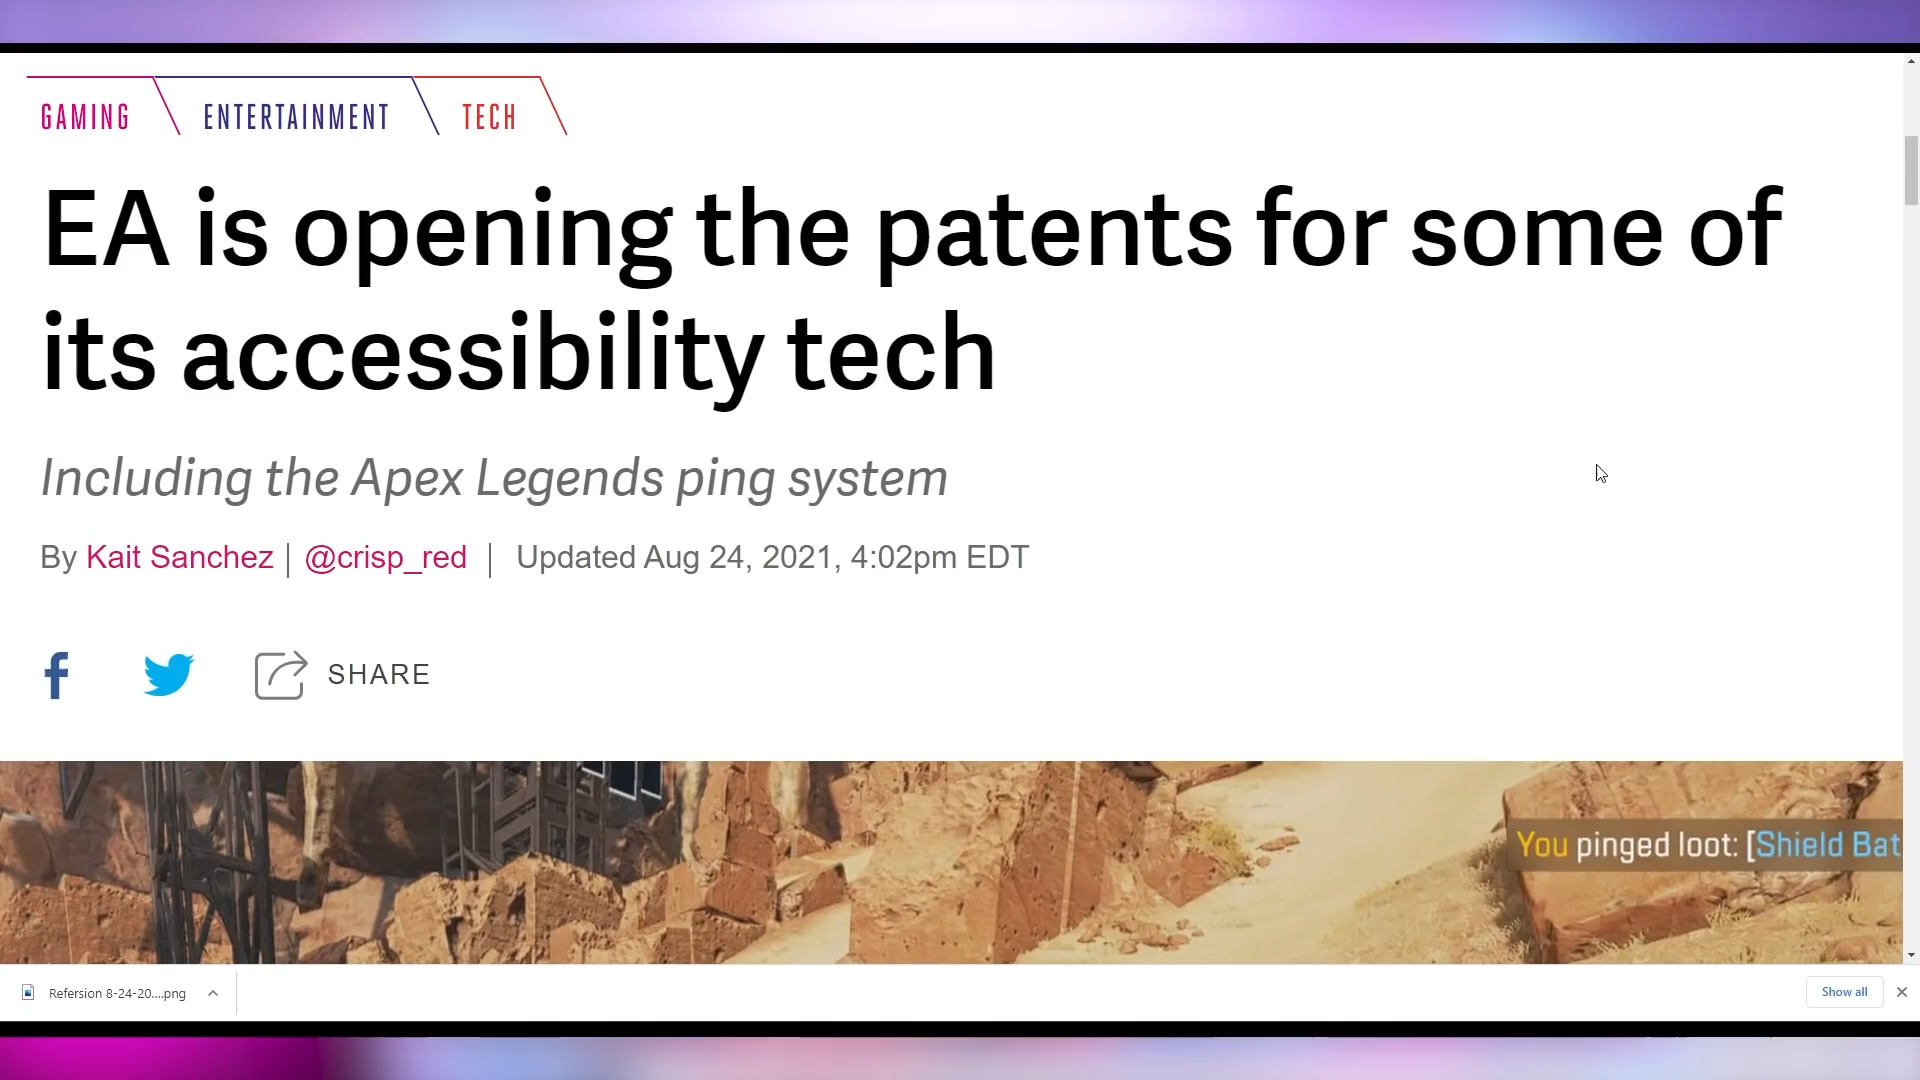 GAMING ENTERTAINMENT TECH
EA is opening the patents for some of
its accessibility tech
Including the Apex Legends ping system
By Kait Sanchez | @crisp_red | Updated Aug 24, 2021, 4:02pm EDT
SHARE
You pinged loot: [Shield Bat
Refersion 8-24-20....png
Show all